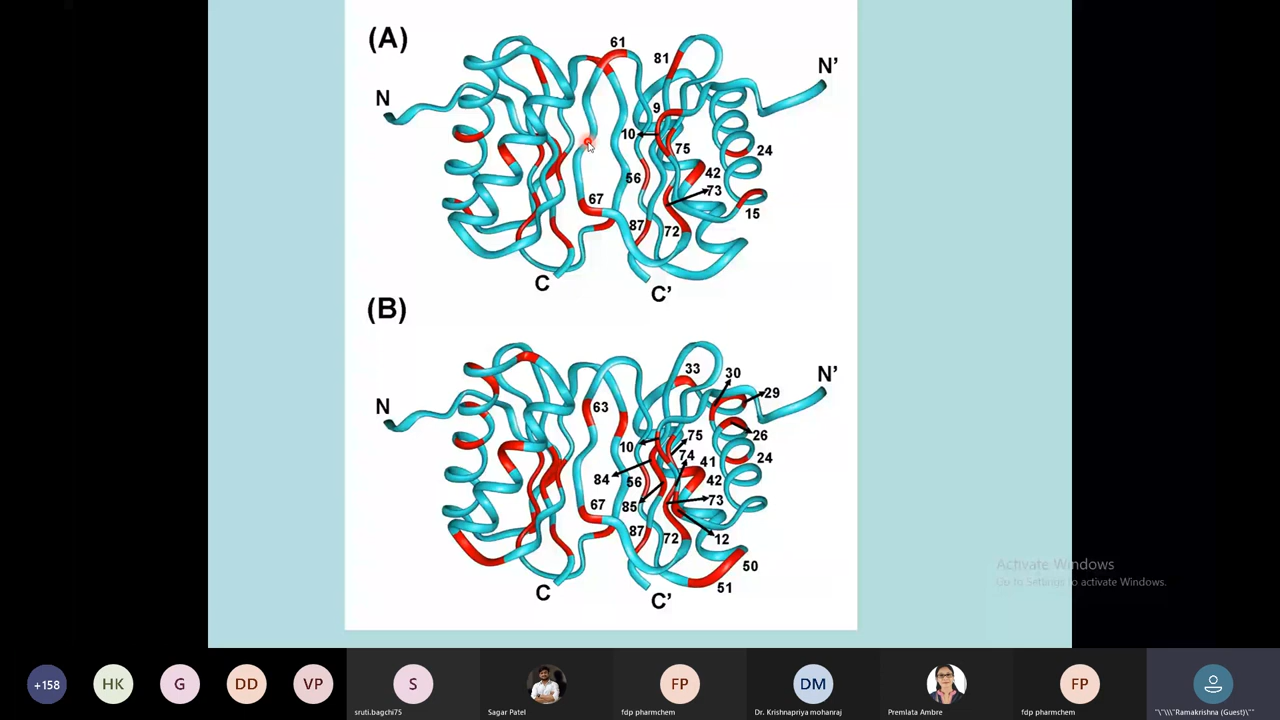 (A)
61
81
N'
N
9
10
75
24
56
42
73
67
15
87
72
C
C'
(B)
33
30
N'
29
N
63
75
26
10
74
41
24
84
56
42
85
73
67
87
72
12
50
51
C
C'
Activate Windows
Go to Settings to activate Windows.
+158
HK
G
DD
VP
S
FP
DM
FP
sruti.bagchi75
Sagar Patel
fdp pharmchem
Dr. Krishnapriya mohanraj
Premlata Ambre
fdp pharmchem
"\"\\\"Ramakrishna (Guest)\""